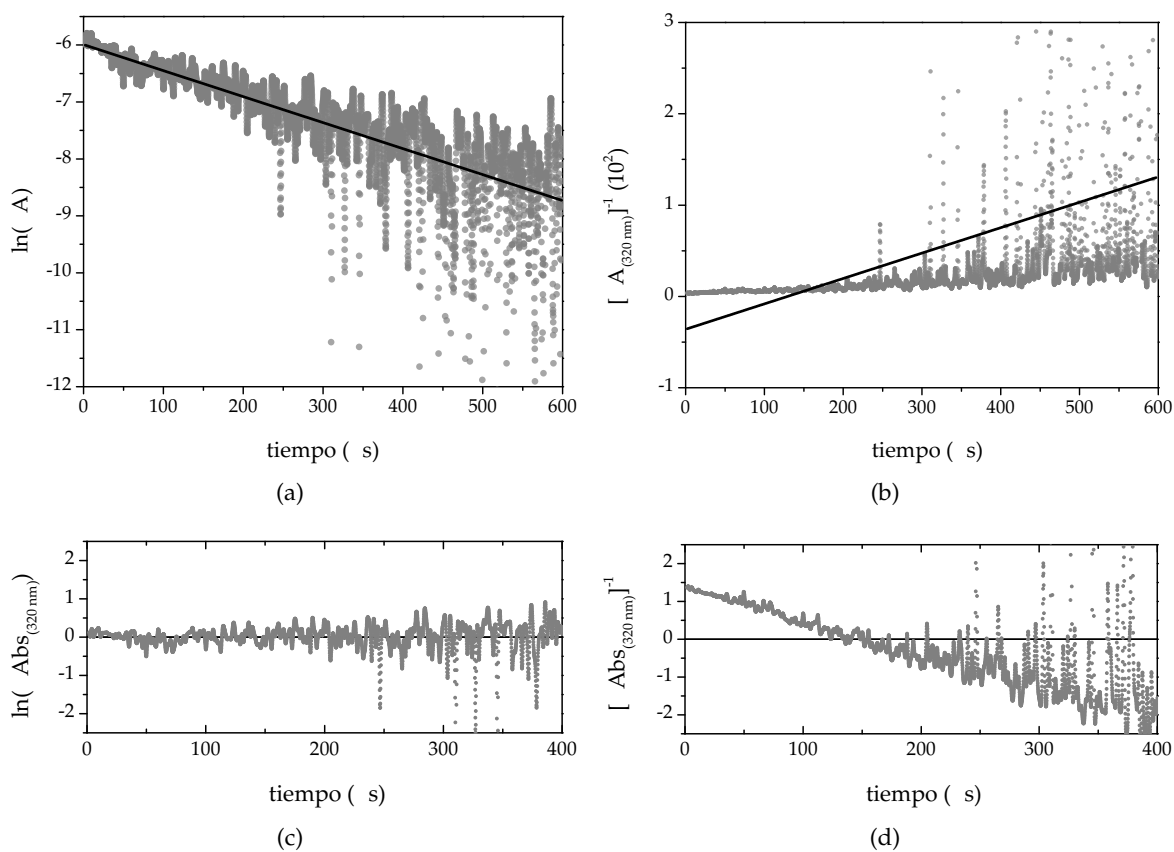 -6
-7
-8
-9
-10
-11
-12
0 100 200 300 400 500 600
ln( A)
tiempo ( s)
(a)
3
2
1
0
-1
0 100 200 300 400 500 600
[ A(320 nm)]-1 (102)
tiempo ( s)
(b)
2
1
0
-1
-2
0 100 200 300 400
ln( Abs(320 nm))
tiempo ( s)
(c)
2
1
0
-1
-2
0 100 200 300 400
[ Abs(320 nm)]-1
tiempo ( s)
(d)